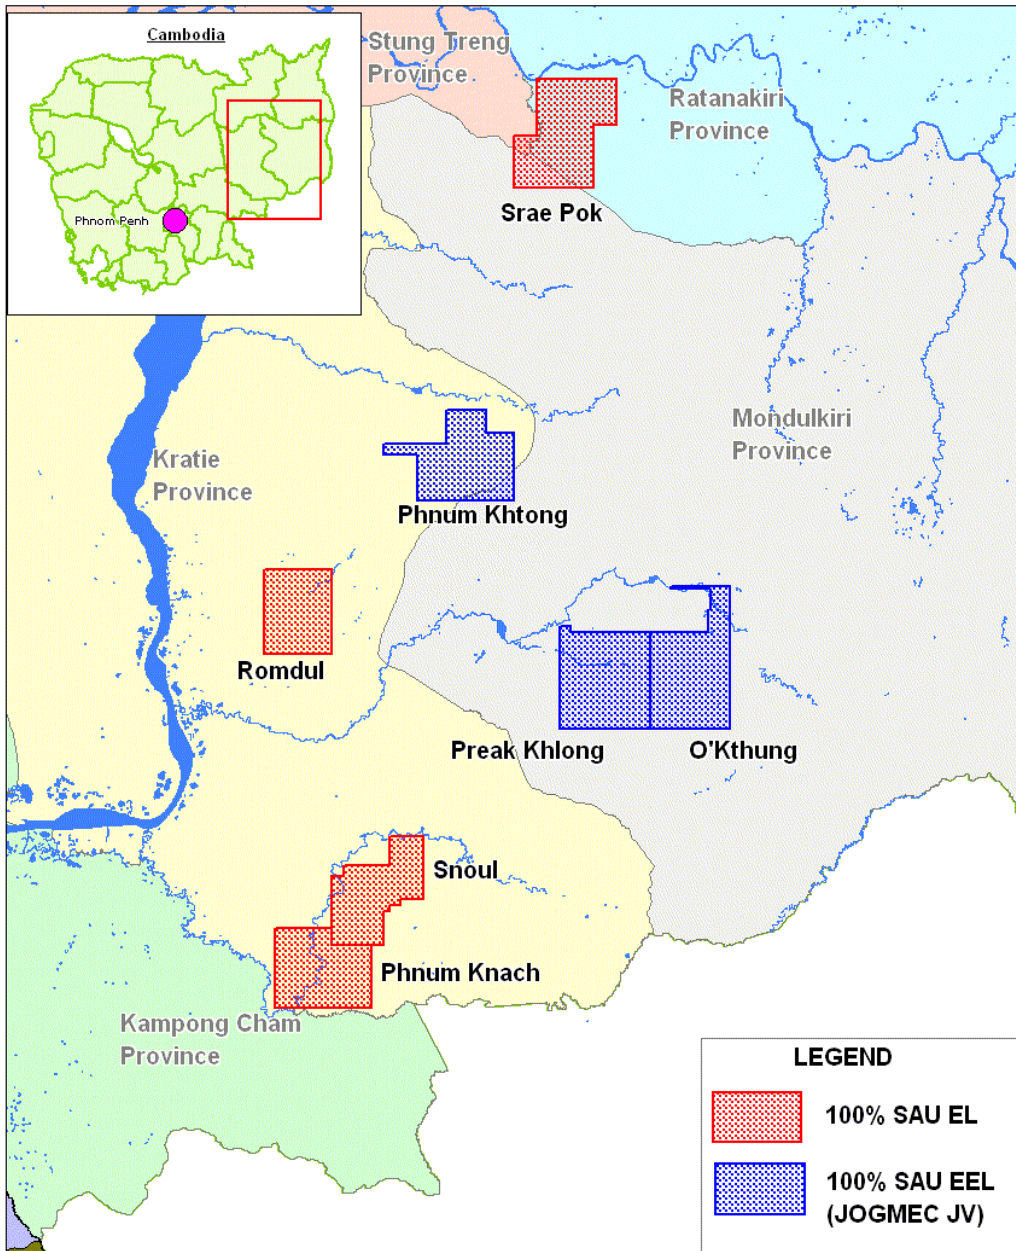 Cambodia
Phnom Penh
Stung Treng
Province
Ratanakiri
Province
Srae Pok
Mondulkiri
Province
Kratie
Province
Phnum Khtong
Romdul
Preak Khlong
O'Kthung
Snoul
Phnum Knach
Kampong Cham
Province
LEGEND
100% SAU EL
100% SAU EEL
(JOGMEC JV)